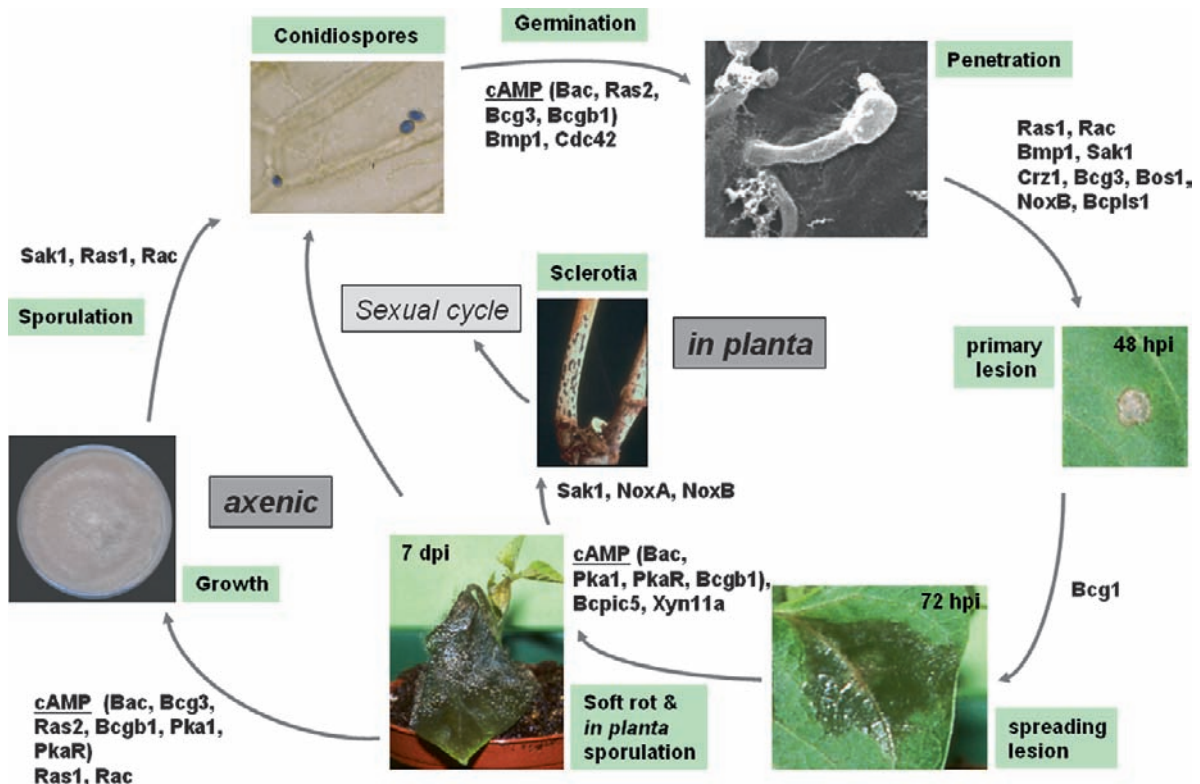 Conidiospores
Germination
cAMP (Bac, Ras2,
Bcg3, Bcgb1)
Bmp1, Cdc42
Penetration
Ras1, Rac
Bmp1, Sak1
Crz1, Bcg3, Bos1,
NoxB, Bcpls1
primary
lesion
48 hpi
Bcg1
72 hpi
spreading
lesion
cAMP (Bac,
Pka1, PkaR, Bcgb1),
Bcpic5, Xyn11a
7 dpi
Soft rot &
in planta
sporulation
Sak1, NoxA, NoxB
Sclerotia
Sexual cycle
in planta
axenic
cAMP (Bac, Bcg3,
Ras2, Bcgb1, Pka1,
PkaR)
Ras1, Rac
Growth
Sporulation
Sak1, Ras1, Rac